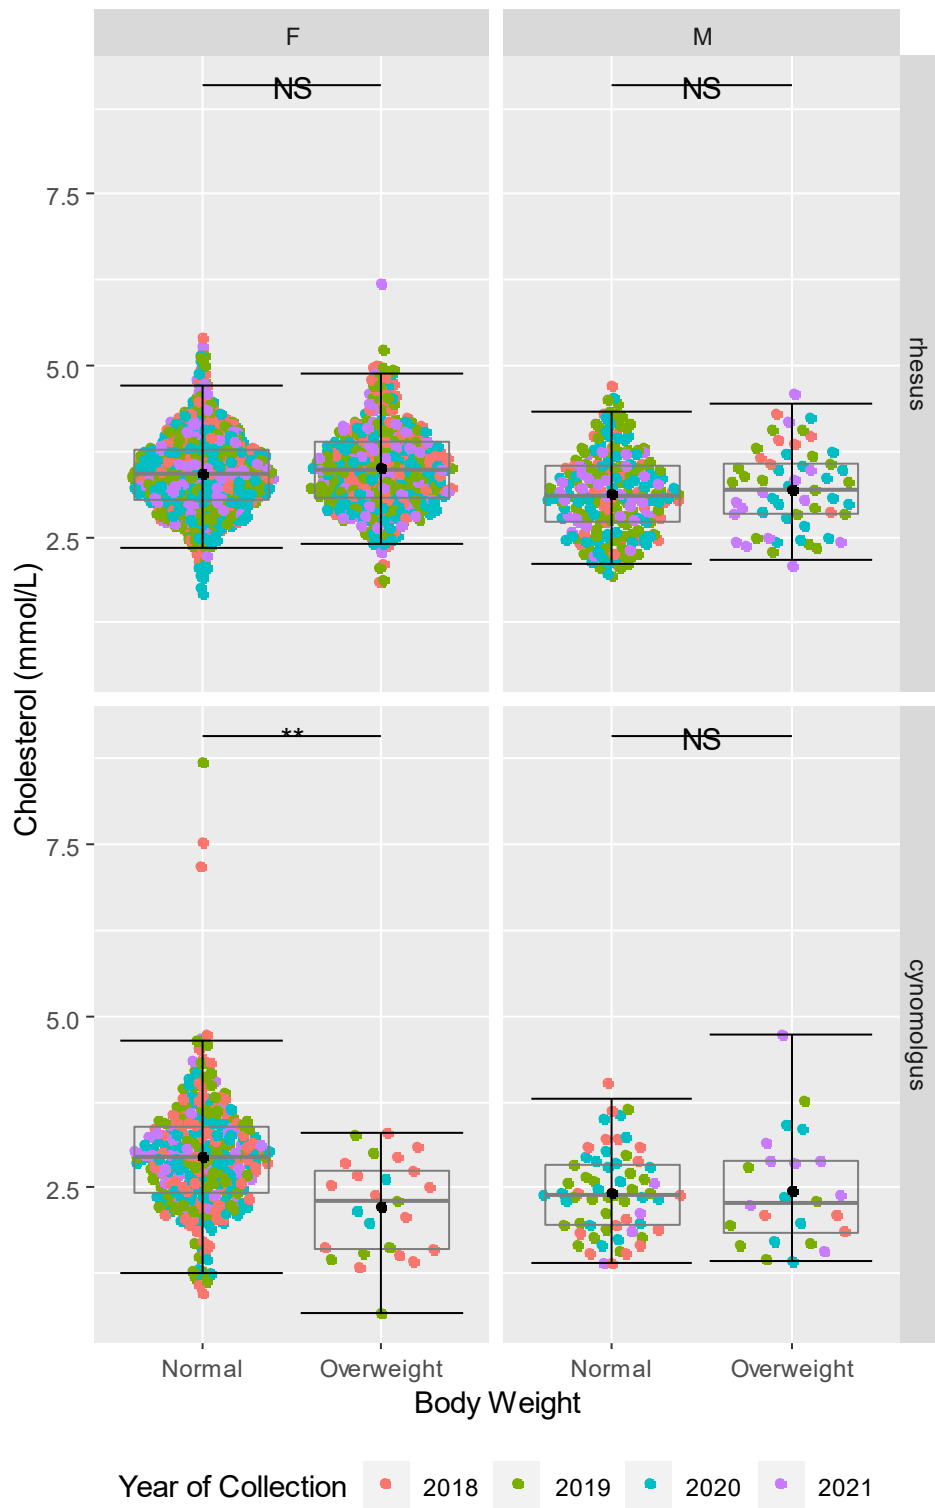 F
M
NS
NS
7.5
5.0
2.5
rhesus
Cholesterol (mmol/L)
**
NS
7.5
5.0
2.5
cynomolgus
Normal
Overweight
Normal
Overweight
Body Weight
Year of Collection 2018 2019 2020 2021